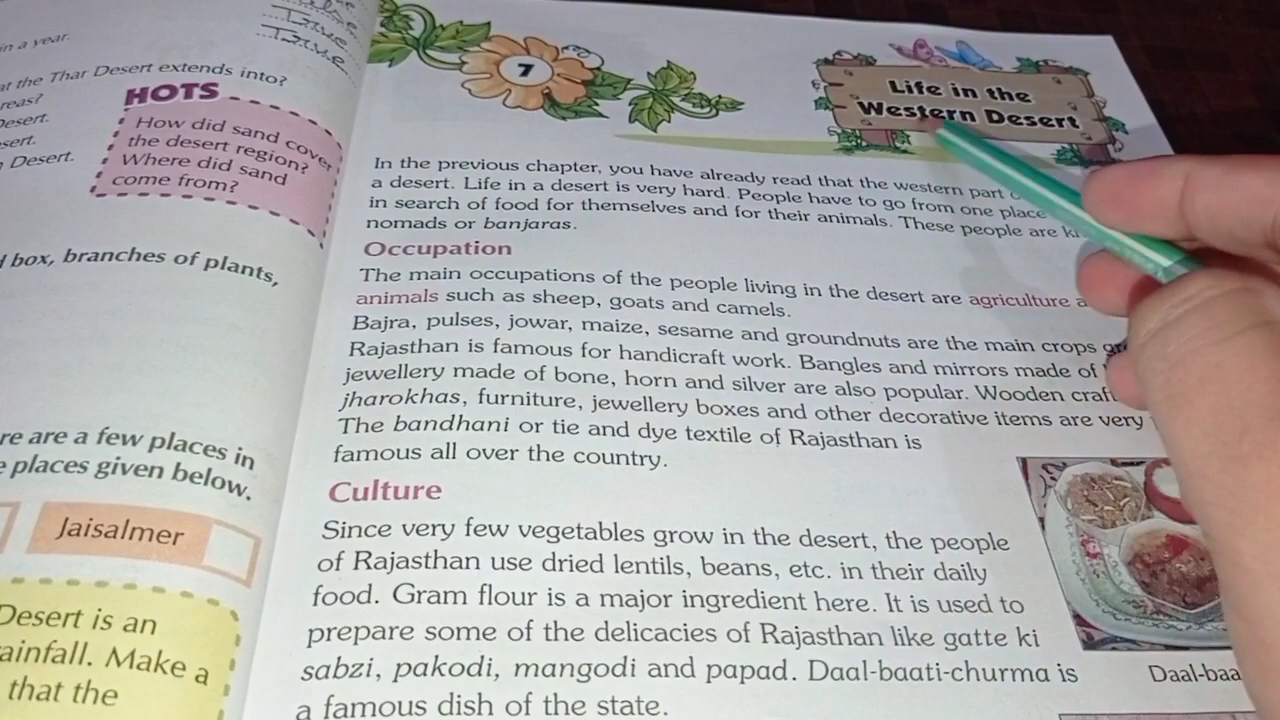 in a year.
at the Thar Desert extends into?
reas?
Desert.
sert.
Desert.
HOTS
How did sand cover
the desert region?
Where did sand
come from?
box, branches of plants,
re are a few places in
places given below.
Jaisalmer
Desert is an
ainfall. Make a
that the
7
Life in the
Western Desert
In the previous chapter, you have already read that the western part
a desert. Life in a desert is very hard. People have to go from one place
in search of food for themselves and for their animals. These people are
nomads or banjaras.
Occupation
The main occupations of the people living in the desert are agriculture
animals such as sheep, goats and camels.
Bajra, pulses, jowar, maize, sesame and groundnuts are the main crops
Rajasthan is famous for handicraft work. Bangles and mirrors made of
jewellery made of bone, horn and silver are also popular. Wooden craft
jharokhas, furniture, jewellery boxes and other decorative items are very
The bandhani or tie and dye textile of Rajasthan is
famous all over the country.
Culture
Since very few vegetables grow in the desert, the people
of Rajasthan use dried lentils, beans, etc. in their daily
food. Gram flour is a major ingredient here. It is used to
prepare some of the delicacies of Rajasthan like gatte ki
sabzi, pakodi, mangodi and papad. Daal-baati-churma is
a famous dish of the state.
Daal-baa